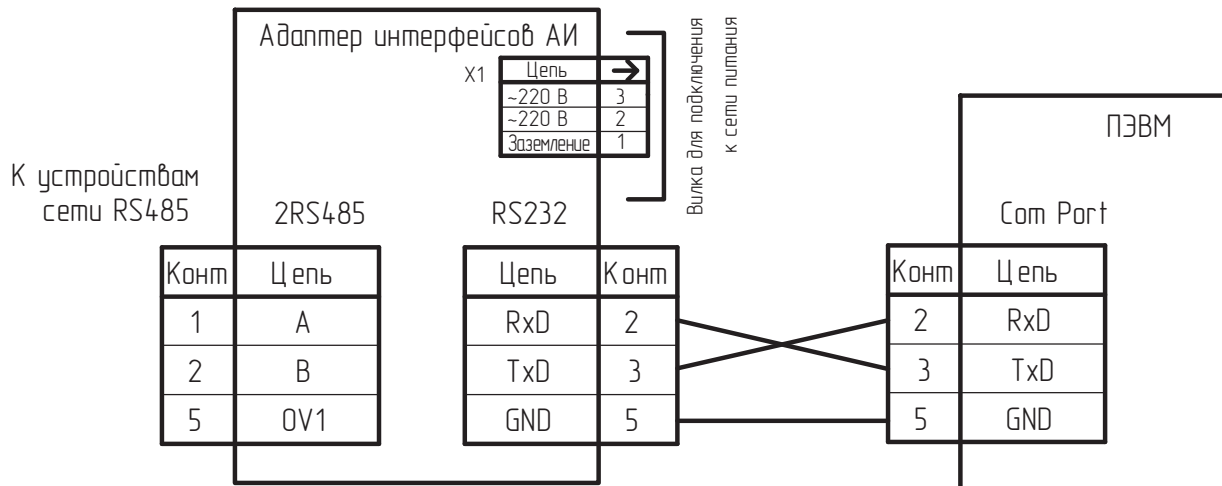 Адаптер интерфейсов АИ
X1
Цепь
~220 В 3
~220 В 2
Заземление 1
Вилка для подключения
к сети питания
ПЭВМ
К устройствам
сети RS485
2RS485
RS232
Com Port
Конт Цепь
1 A
2 B
5 0V1
Цепь Конт
RxD 2
TxD 3
GND 5
Конт Цепь
2 RxD
3 TxD
5 GND